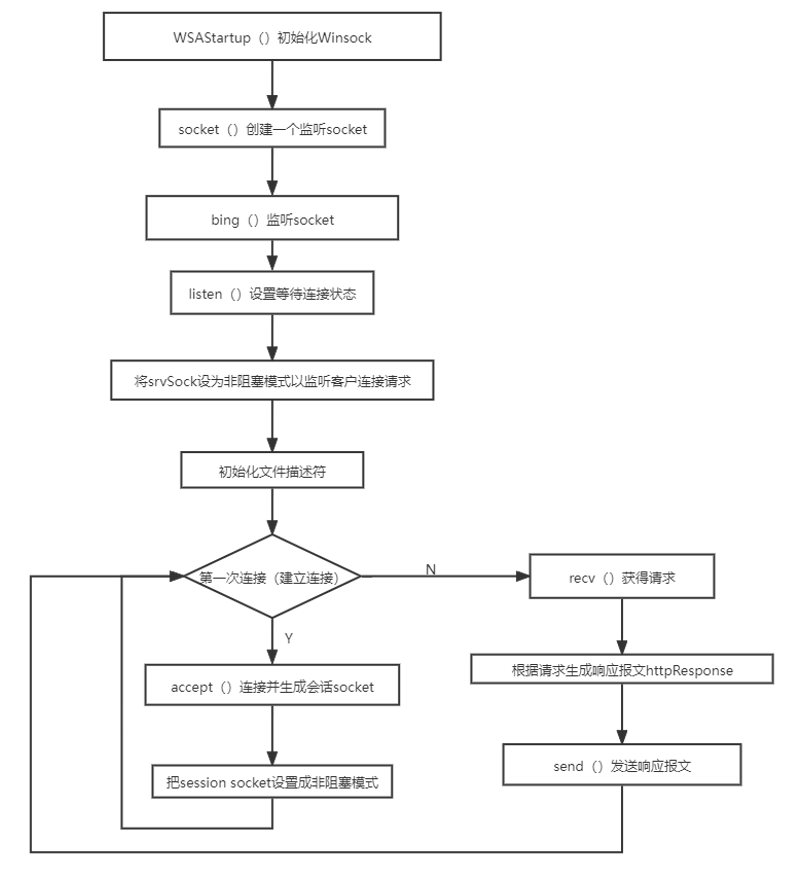 WSAStartup（）初始化Winsock
socket（）创建一个监听socket
bing（）监听socket
listen（）设置等待连接状态
将srvSock设为非阻塞模式以监听客户连接请求
初始化文件描述符
第一次连接（建立连接）
N
recv（）获得请求
Y
根据请求生成响应报文httpResponse
accept（）连接并生成会话socket
send（）发送响应报文
把session socket设置成非阻塞模式